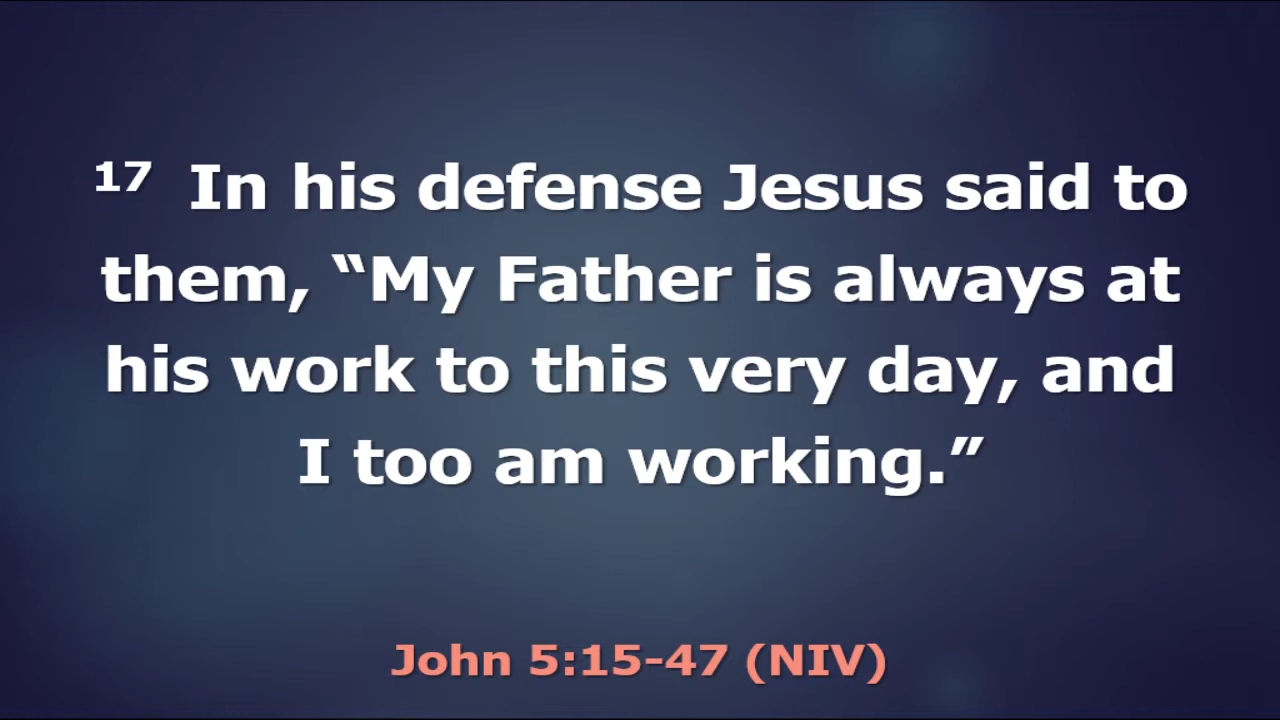 17 In his defense Jesus said to
them, “My Father is always at
his work to this very day, and
I too am working.”
John 5:15-47 (NIV)